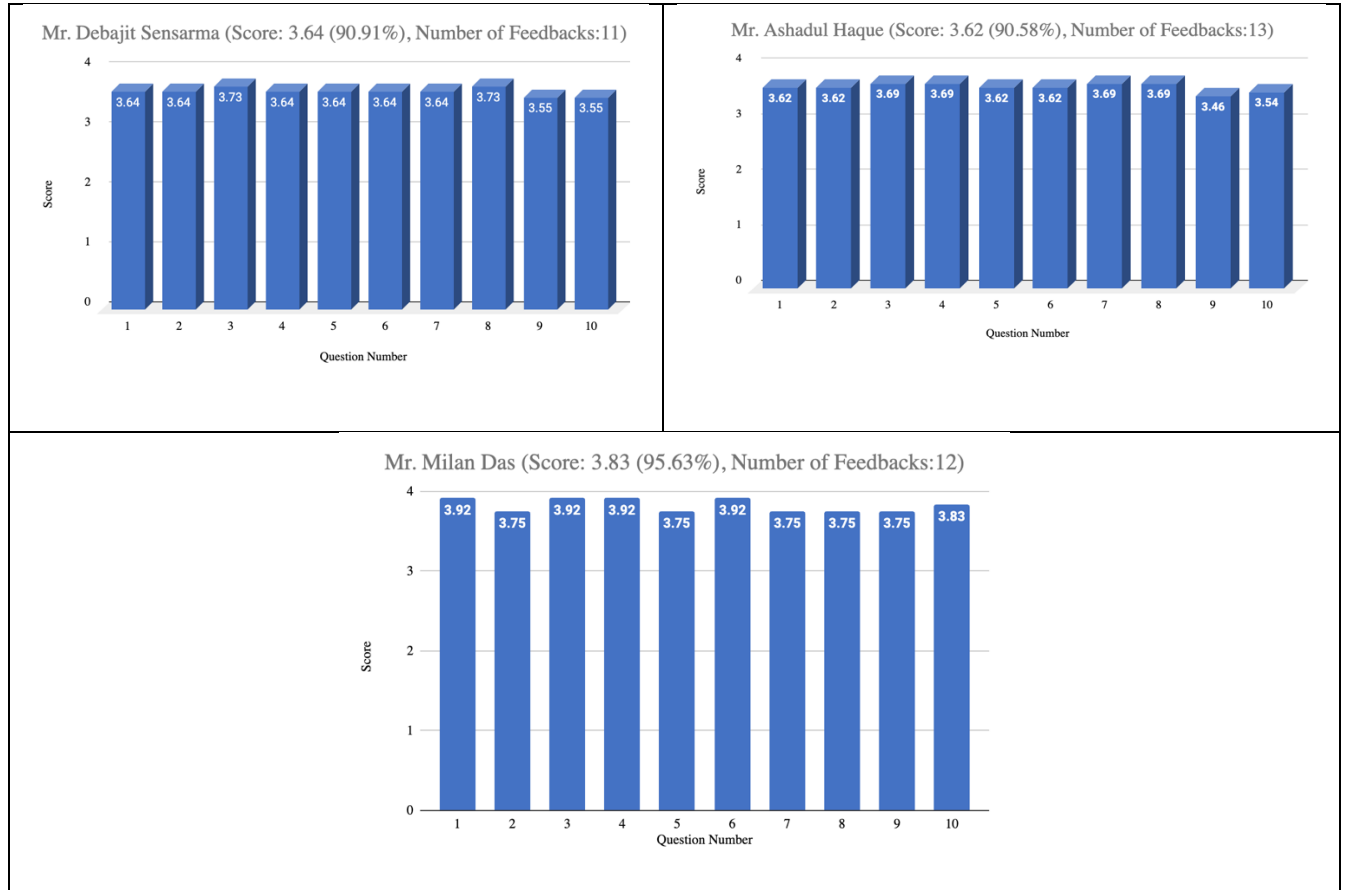 Mr. Debajit Sensarma (Score: 3.64 (90.91%), Number of Feedbacks:11)
4
3
2
1
0
Score
3.64 3.64 3.73 3.64 3.64 3.64 3.64 3.73 3.55 3.55
1 2 3 4 5 6 7 8 9 10
Question Number
Mr. Ashadul Haque (Score: 3.62 (90.58%), Number of Feedbacks:13)
4
3
2
1
0
Score
3.62 3.62 3.69 3.69 3.62 3.62 3.69 3.69 3.46 3.54
1 2 3 4 5 6 7 8 9 10
Question Number
Mr. Milan Das (Score: 3.83 (95.63%), Number of Feedbacks:12)
4
3
2
1
0
Score
3.92 3.75 3.92 3.92 3.75 3.92 3.75 3.75 3.75 3.83
1 2 3 4 5 6 7 8 9 10
Question Number